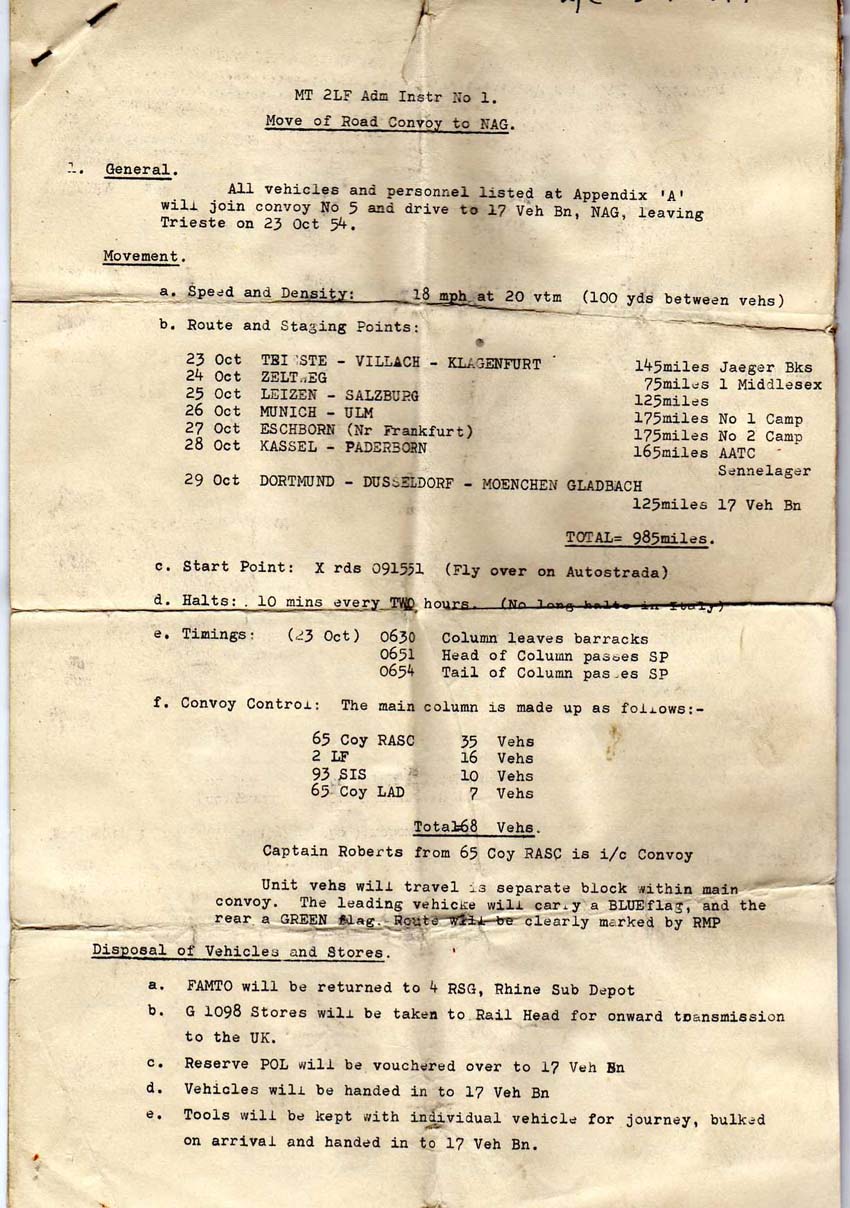 MT 2LF Adm Instr No 1.
Move of Road Convoy to NAG.
1. General.
All vehicles and personnel listed at Appendix 'A'
will join convoy No 5 and drive to 17 Veh Bn, NAG, leaving
Trieste on 23 Oct 54.
Movement.
a. Speed and Density: 18 mph at 20 vtm (100 yds between vehs)
b. Route and Staging Points:
23 Oct TRIESTE - VILLACH - KLAGENFURT 145miles Jaeger Bks
24 Oct ZELTWEG 75miles 1 Middlesex
25 Oct LEIZEN - SALZBURG 125miles
26 Oct MUNICH - ULM 175miles No 1 Camp
27 Oct ESCHBORN (Nr Frankfurt) 175miles No 2 Camp
28 Oct KASSEL - PADERBORN 165miles AATC
Sennelager
29 Oct DORTMUND - DUSSELDORF - MOENCHEN GLADBACH
125miles 17 Veh Bn
TOTAL= 985miles.
c. Start Point: X rds 091551 (Fly over on Autostrada)
d. Halts: 10 mins every TWO hours. (No long halts in Italy)
e. Timings: (23 Oct) 0630 Column leaves barracks
0651 Head of Column passes SP
0654 Tail of Column passes SP
f. Convoy Control: The main column is made up as follows:-
65 Coy RASC 35 Vehs
2 LF 16 Vehs
93 SIS 10 Vehs
65 Coy LAD 7 Vehs
Total=68 Vehs.
Captain Roberts from 65 Coy RASC is i/c Convoy
Unit vehs will travel is separate block within main
convoy. The leading vehicke will carry a BLUEflag, and the
rear a GREEN flag. Route will be clearly marked by RMP
Disposal of Vehicles and Stores.
a. FAMTO will be returned to 4 RSG, Rhine Sub Depot
b. G 1098 Stores will be taken to Rail Head for onward transmission
to the UK.
c. Reserve POL will be vouchered over to 17 Veh Bn
d. Vehicles will be handed in to 17 Veh Bn
e. Tools will be kept with individual vehicle for journey, bulked
on arrival and handed in to 17 Veh Bn.